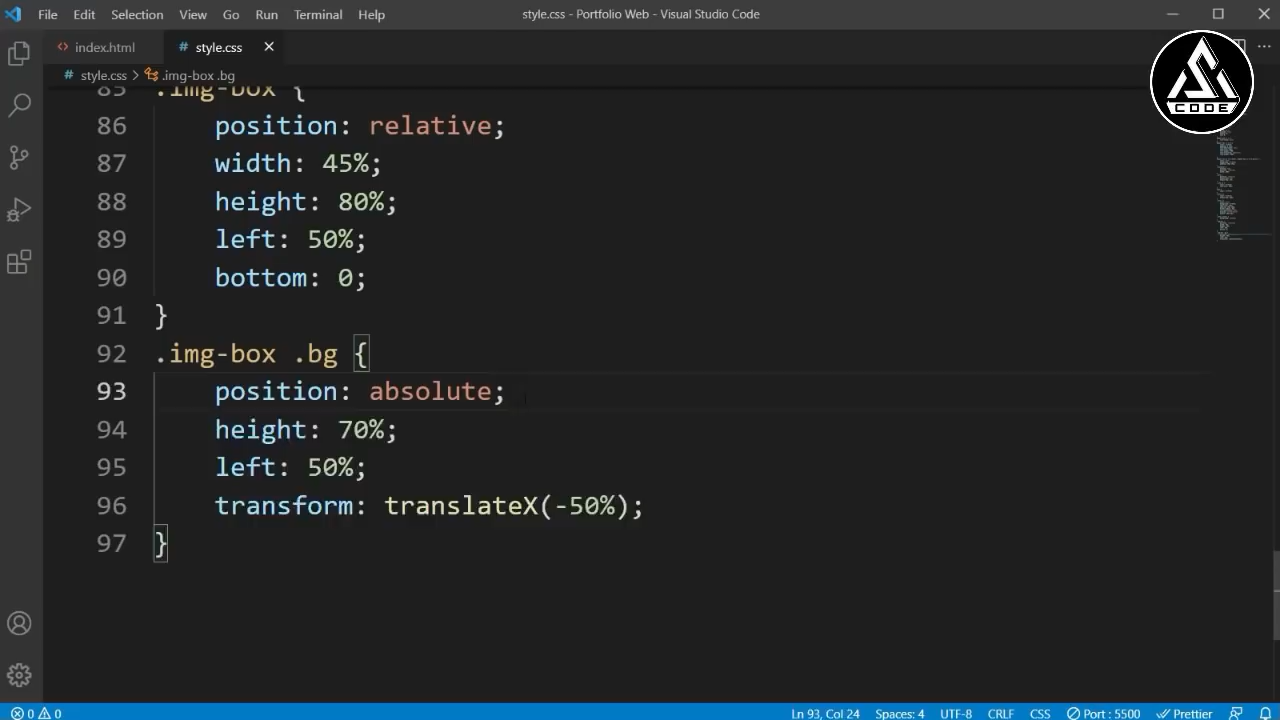 File Edit Selection View Go Run Terminal Help style.css - Portfolio Web - Visual Studio Code
index.html # style.css
# style.css > .img-box .bg
CODE
85 .img-box {
86 position: relative;
87 width: 45%;
88 height: 80%;
89 left: 50%;
90 bottom: 0;
91 }
92 .img-box .bg {
93 position: absolute;
94 height: 70%;
95 left: 50%;
96 transform: translateX(-50%);
97 }
0 0 Ln 93, Col 24 Spaces: 4 UTF-8 CRLF CSS Port : 5500 Prettier